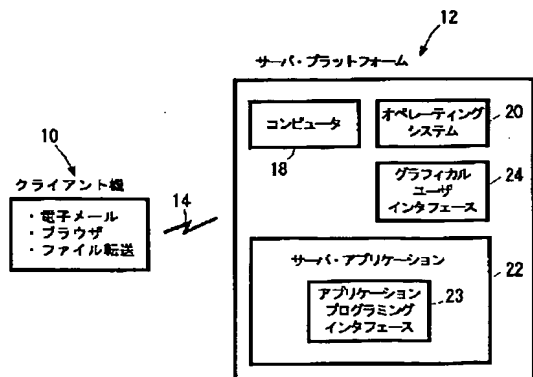 12
サーバ・プラットフォーム
10
クライアント機
・電子メール
・ブラウザ
・ファイル転送
14
コンピュータ
18
オペレーティング
システム
20
グラフィカル
ユーザ
インタフェース
24
サーバ・アプリケーション
22
アプリケーション
プログラミング
インタフェース
23